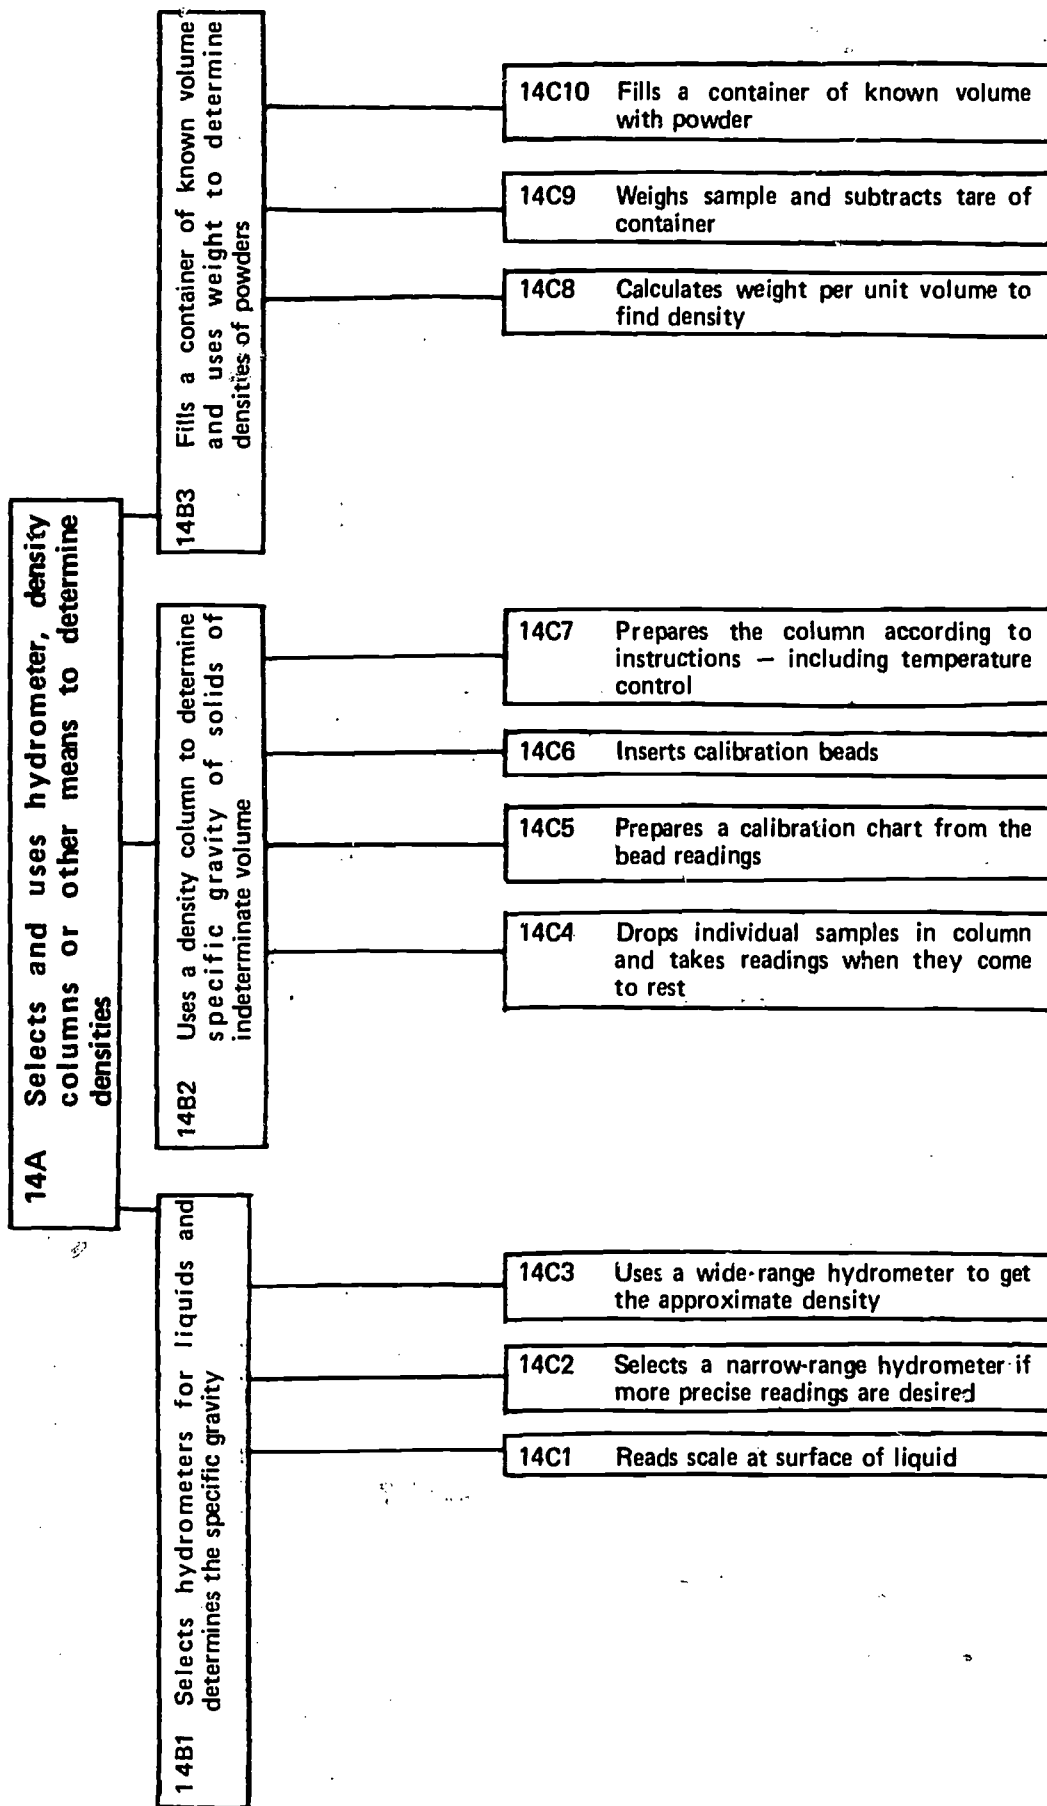 14A Selects and uses hydrometer, density
columns or other means to determine
densities
14B1 Selects hydrometers for liquids and
determines the specific gravity
14B2 Uses a density column to determine
specific gravity of solids of
indeterminate volume
14B3 Fills a container of known volume
and uses weight to determine
densities of powders
14C10 Fills a container of known volume
with powder
14C9 Weighs sample and subtracts tare of
container
14C8 Calculates weight per unit volume to
find density
14C7 Prepares the column according to
instructions — including temperature
control
14C6 Inserts calibration beads
14C5 Prepares a calibration chart from the
bead readings
14C4 Drops individual samples in column
and takes readings when they come
to rest
14C3 Uses a wide-range hydrometer to get
the approximate density
14C2 Selects a narrow-range hydrometer if
more precise readings are desired
14C1 Reads scale at surface of liquid